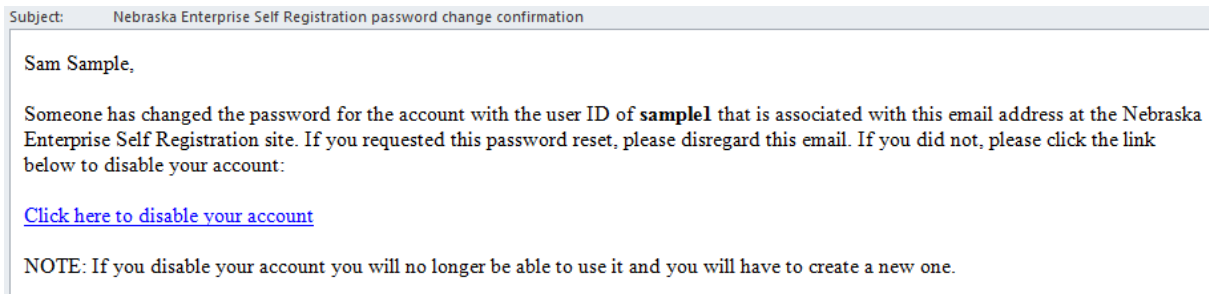 Subject: Nebraska Enterprise Self Registration password change confirmation
Sam Sample,
Someone has changed the password for the account with the user ID of sample1 that is associated with this email address at the Nebraska
Enterprise Self Registration site. If you requested this password reset, please disregard this email. If you did not, please click the link
below to disable your account:
Click here to disable your account
NOTE: If you disable your account you will no longer be able to use it and you will have to create a new one.